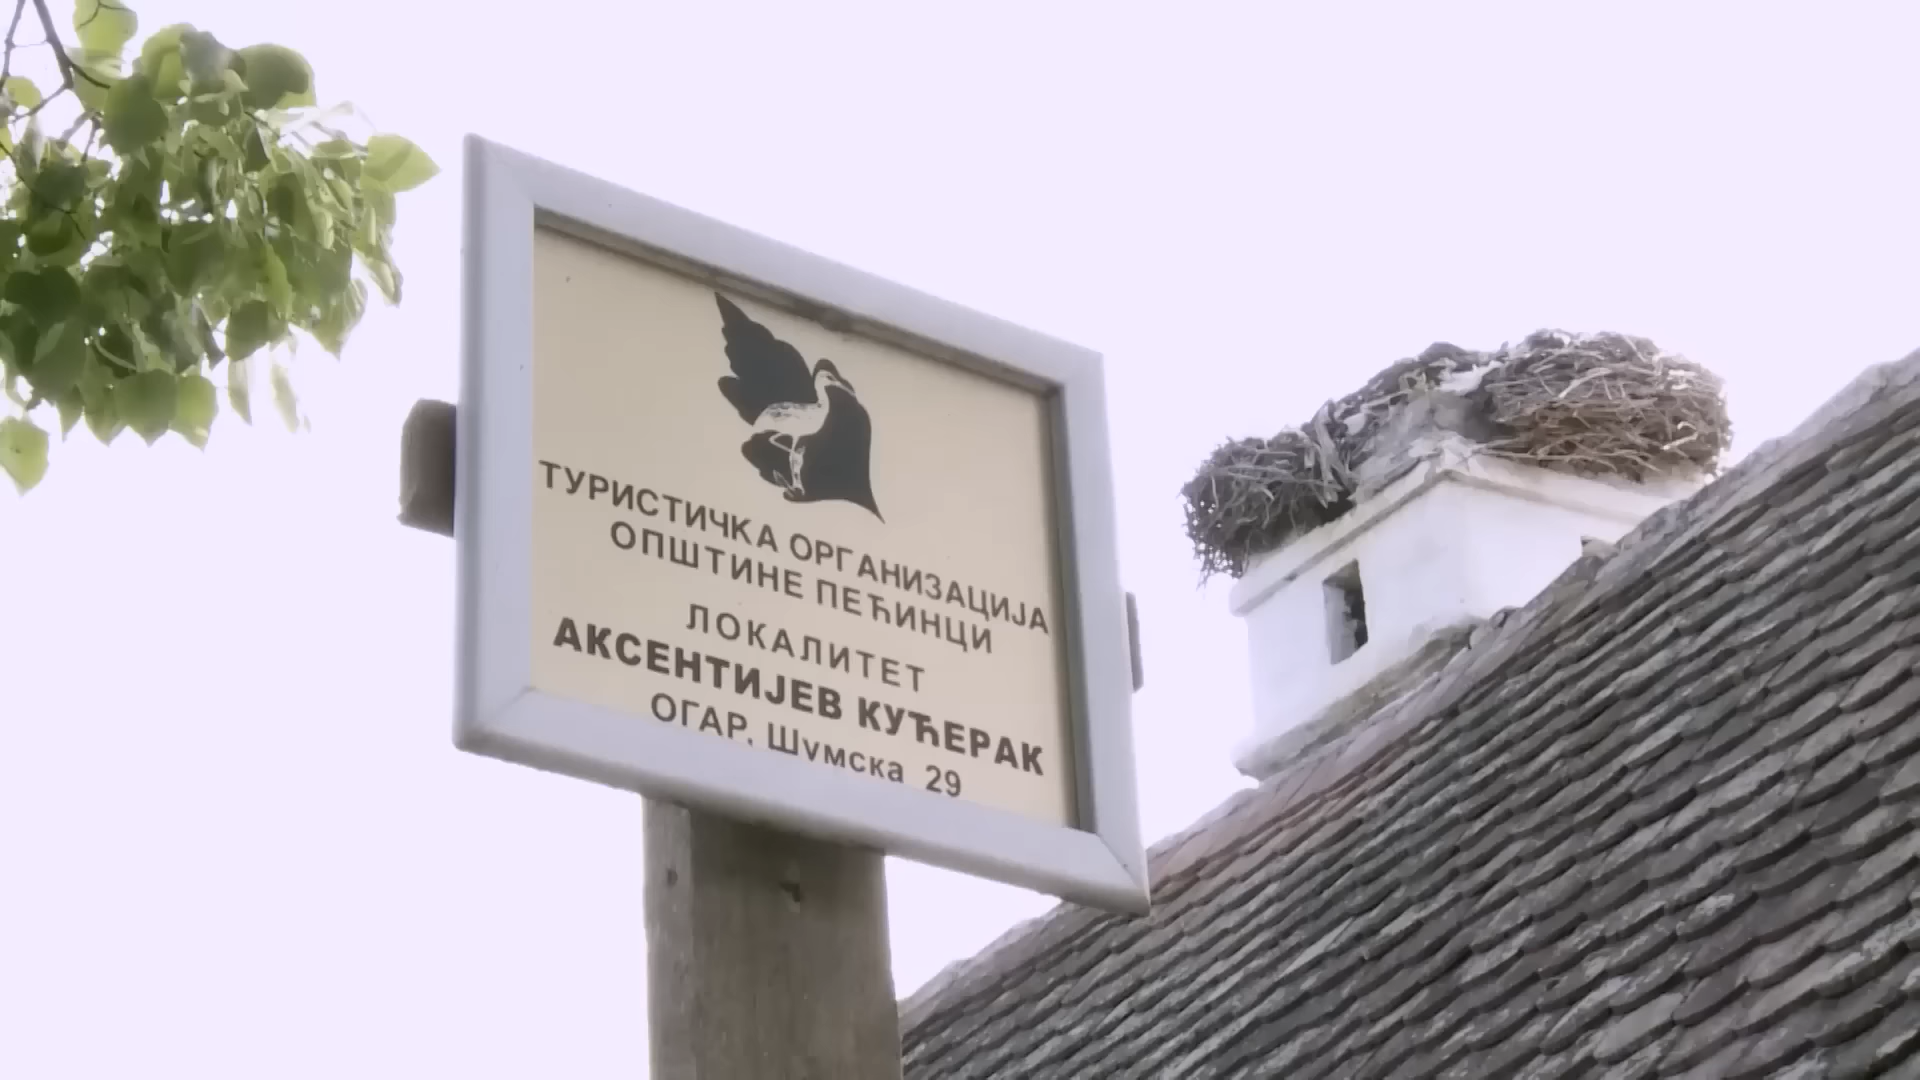 ТУРИСТИЧКА ОРГАНИЗАЦИЈА
ОПШТИНЕ ПЕЋИНЦИ
ЛОКАЛИТЕТ
АКСЕНТИЈЕВ КУЋЕРАК
ОГАР, Шумска 29